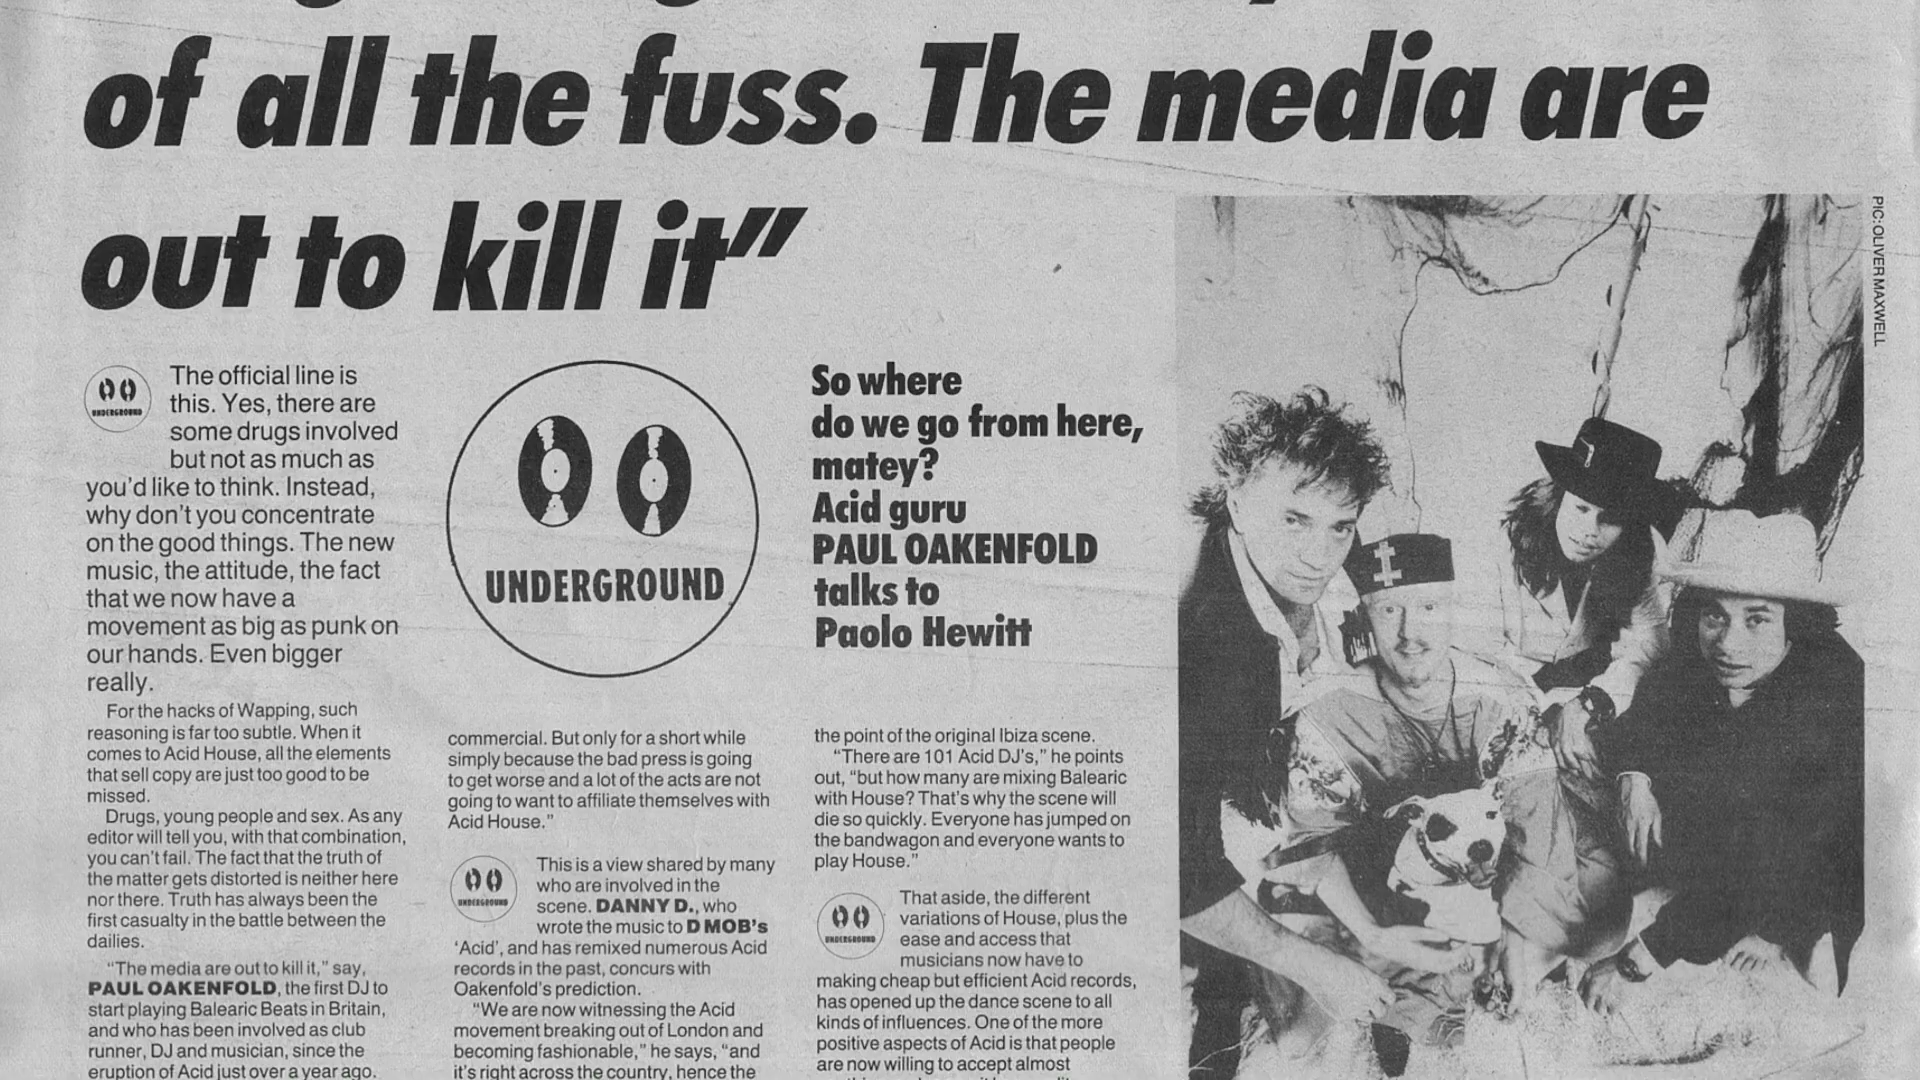 of all the fuss. The media are
out to kill it”
PIC: OLIVER MAXWELL
UNDERGROUND
The official line is
this. Yes, there are
some drugs involved
but not as much as
you’d like to think. Instead,
why don’t you concentrate
on the good things. The new
music, the attitude, the fact
that we now have a
movement as big as punk on
our hands. Even bigger
really.
For the hacks of Wapping, such
reasoning is far too subtle. When it
comes to Acid House, all the elements
that sell copy are just too good to be
missed.
Drugs, young people and sex. As any
editor will tell you, with that combination,
you can’t fail. The fact that the truth of
the matter gets distorted is neither here
nor there. Truth has always been the
first casualty in the battle between the
dailies.
“The media are out to kill it,” say,
PAUL OAKENFOLD, the first DJ to
start playing Balearic Beats in Britain,
and who has been involved as club
runner, DJ and musician, since the
eruption of Acid just over a year ago.
UNDERGROUND
commercial. But only for a short while
simply because the bad press is going
to get worse and a lot of the acts are not
going to want to affiliate themselves with
Acid House.”
UNDERGROUND
This is a view shared by many
who are involved in the
scene. DANNY D., who
wrote the music to D MOB’s
‘Acid’, and has remixed numerous Acid
records in the past, concurs with
Oakenfold’s prediction.
“We are now witnessing the Acid
movement breaking out of London and
becoming fashionable,” he says, “and
it’s right across the country, hence the
So where
do we go from here,
matey?
Acid guru
PAUL OAKENFOLD
talks to
Paolo Hewitt
the point of the original Ibiza scene.
“There are 101 Acid DJ’s,” he points
out, “but how many are mixing Balearic
with House? That’s why the scene will
die so quickly. Everyone has jumped on
the bandwagon and everyone wants to
play House.”
UNDERGROUND
That aside, the different
variations of House, plus the
ease and access that
musicians now have to
making cheap but efficient Acid records,
has opened up the dance scene to all
kinds of influences. One of the more
positive aspects of Acid is that people
are now willing to accept almost